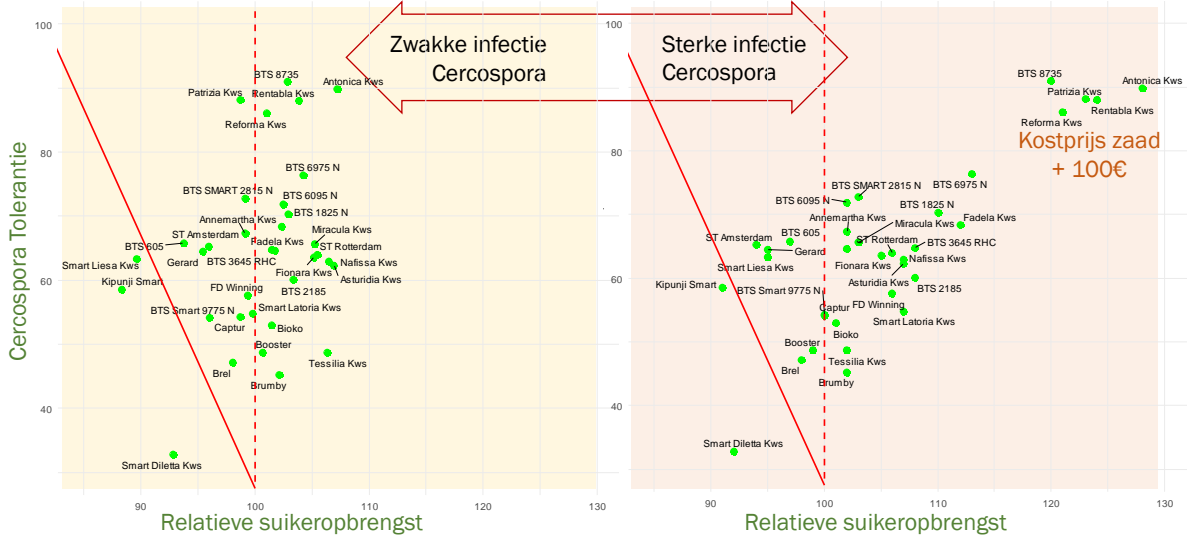 Zwakke infectie
Cercospora
Sterke infectie
Cercospora
Cercospora Tolerantie
100
80
60
40
BTS 8735
Antonica Kws
Patrizia Kws
Rentabla Kws
Reforma Kws
BTS 6975 N
BTS SMART 2815 N
BTS 6095 N
BTS 1825 N
Annemartha Kws
Miracula Kws
ST Amsterdam
Fadela Kws
BTS 605
ST Rotterdam
Gerard
BTS 3645 RHC
Nafissa Kws
Smart Liesa Kws
Fionara Kws
Asturidia Kws
Kipunji Smart
BTS 2185
FD Winning
BTS Smart 9775 N
Smart Latoria Kws
Captur
Bioko
Booster
Tessilia Kws
Brel
Brumby
Smart Diletta Kws
90
100
110
120
130
Relatieve suikeropbrengst
100
80
60
40
BTS 8735
Antonica Kws
Patrizia Kws
Rentabla Kws
Reforma Kws
Kostprijs zaad
+ 100€
BTS SMART 2815 N
BTS 6975 N
BTS 6095 N
BTS 1825 N
Annemartha Kws
Miracula Kws
Fadela Kws
ST Amsterdam
BTS 605
ST Rotterdam
BTS 3645 RHC
Gerard
Nafissa Kws
Smart Liesa Kws
Fionara Kws
Kipunji Smart
Asturidia Kws
BTS 2185
BTS Smart 9775 N
FD Winning
Captur
Smart Latoria Kws
Bioko
Booster
Tessilia Kws
Brel
Brumby
Smart Diletta Kws
90
100
110
120
130
Relatieve suikeropbrengst